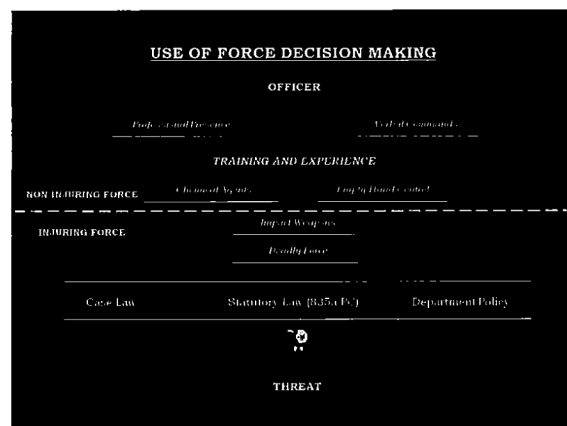 USE OF FORCE DECISION MAKING
OFFICER
Professional Presence Verbal Commands
TRAINING AND EXPERIENCE
NON INJURING FORCE Chemical Agents Empty Hand Control
INJURING FORCE Impact Weapons
Deadly Force
Case Law Statutory Law (835a PC) Department Policy
THREAT